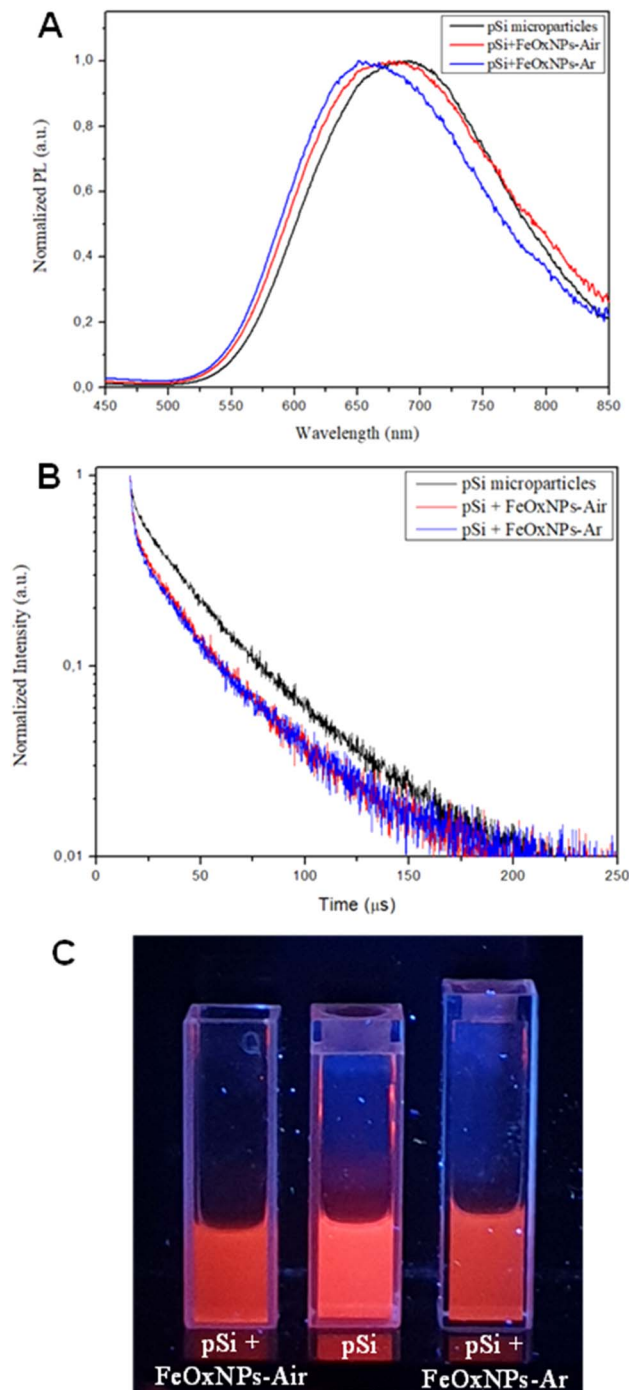 A
pSi microparticles
pSi+FeOxNPs-Air
pSi+FeOxNPs-Ar
Normalized PL (a.u.)
1,0
0,8
0,6
0,4
0,2
0,0
450 500 550 600 650 700 750 800 850
Wavelength (nm)
B
pSi microparticles
pSi + FeOxNPs-Air
pSi + FeOxNPs-Ar
Normalized Intensity (a.u.)
1
0,1
0,01
0 50 100 150 200 250
Time (μs)
C
Q
pSi +
FeOxNPs-Air
pSi
pSi +
FeOxNPs-Ar